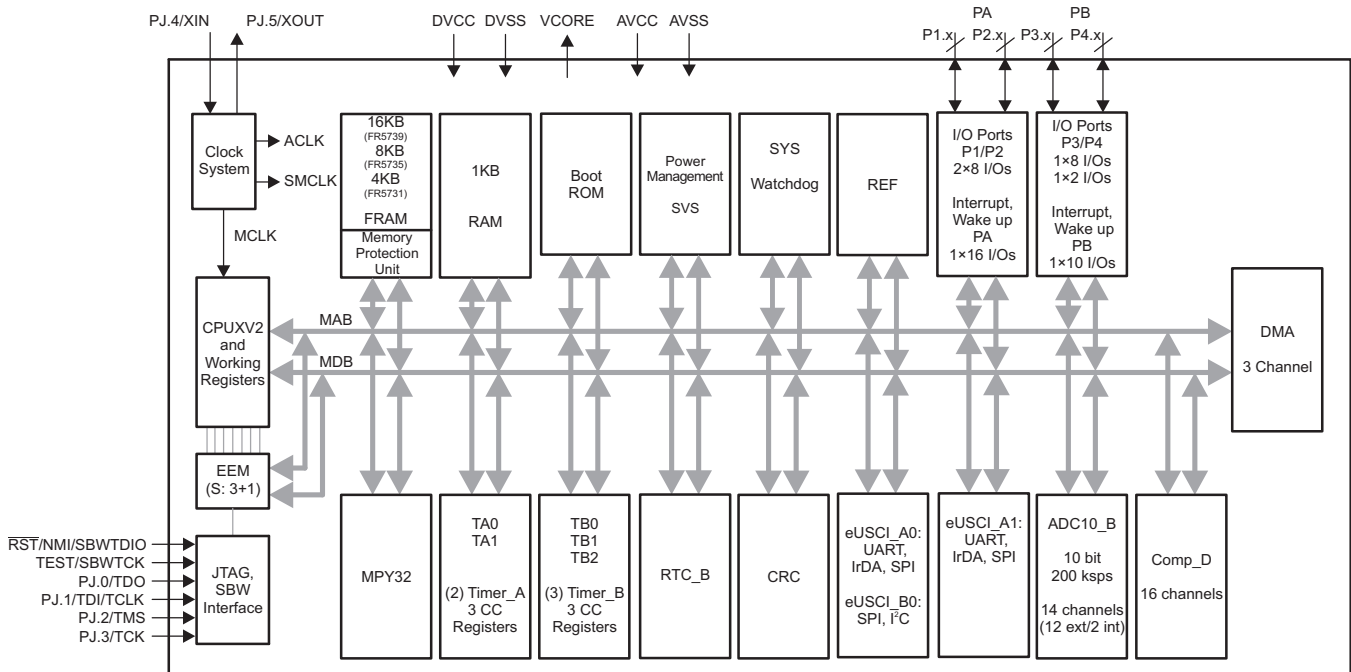 PJ.4/XIN
PJ.5/XOUT
DVCC
DVSS
VCORE
AVCC
AVSS
PA
PB
P1.x
P2.x
P3.x
P4.x
Clock
System
ACLK
SMCLK
MCLK
16KB
(FR5739)
8KB
(FR5735)
4KB
(FR5731)
FRAM
Memory
Protection
Unit
1KB
RAM
Boot
ROM
Power
Management
SVS
SYS
Watchdog
REF
I/O Ports
P1/P2
2×8 I/Os
Interrupt,
Wake up
PA
1×16 I/Os
I/O Ports
P3/P4
1×8 I/Os
1×2 I/Os
Interrupt,
Wake up
PB
1×10 I/Os
CPUXV2
and
Working
Registers
MAB
MDB
DMA
3 Channel
EEM
(S: 3+1)
RST/NMI/SBWTDIO
TEST/SBWTCK
PJ.0/TDO
PJ.1/TDI/TCLK
PJ.2/TMS
PJ.3/TCK
JTAG,
SBW
Interface
MPY32
TA0
TA1
(2) Timer_A
3 CC
Registers
TB0
TB1
TB2
(3) Timer_B
3 CC
Registers
RTC_B
CRC
eUSCI_A0:
UART,
IrDA, SPI
eUSCI_B0:
SPI, I²C
eUSCI_A1:
UART,
IrDA, SPI
ADC10_B
10 bit
200 ksps
14 channels
(12 ext/2 int)
Comp_D
16 channels